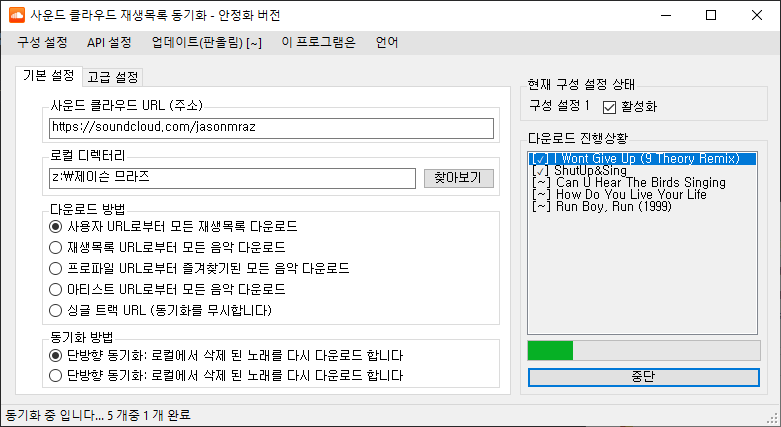 사운드 클라우드 재생목록 동기화 - 안정화 버전
구성 설정 API 설정 업데이트(판올림) [~] 이 프로그램은 언어
기본 설정 고급 설정
사운드 클라우드 URL (주소)
https://soundcloud.com/jasonmraz
로컬 디렉터리
z:₩제이슨 므라즈 찾아보기
다운로드 방법
사용자 URL로부터 모든 재생목록 다운로드
재생목록 URL로부터 모든 음악 다운로드
프로파일 URL로부터 즐겨찾기된 모든 음악 다운로드
아티스트 URL로부터 모든 음악 다운로드
싱글 트랙 URL (동기화를 무시합니다)
동기화 방법
단방향 동기화: 로컬에서 삭제 된 노래를 다시 다운로드 합니다
단방향 동기화: 로컬에서 삭제 된 노래를 다시 다운로드 합니다
현재 구성 설정 상태
구성 설정 1 활성화
다운로드 진행상황
[✓] I Wont Give Up (9 Theory Remix)
[✓] ShutUp&Sing
[~] Can U Hear The Birds Singing
[~] How Do You Live Your Life
[~] Run Boy, Run (1999)
중단
동기화 중 입니다... 5 개중 1 개 완료